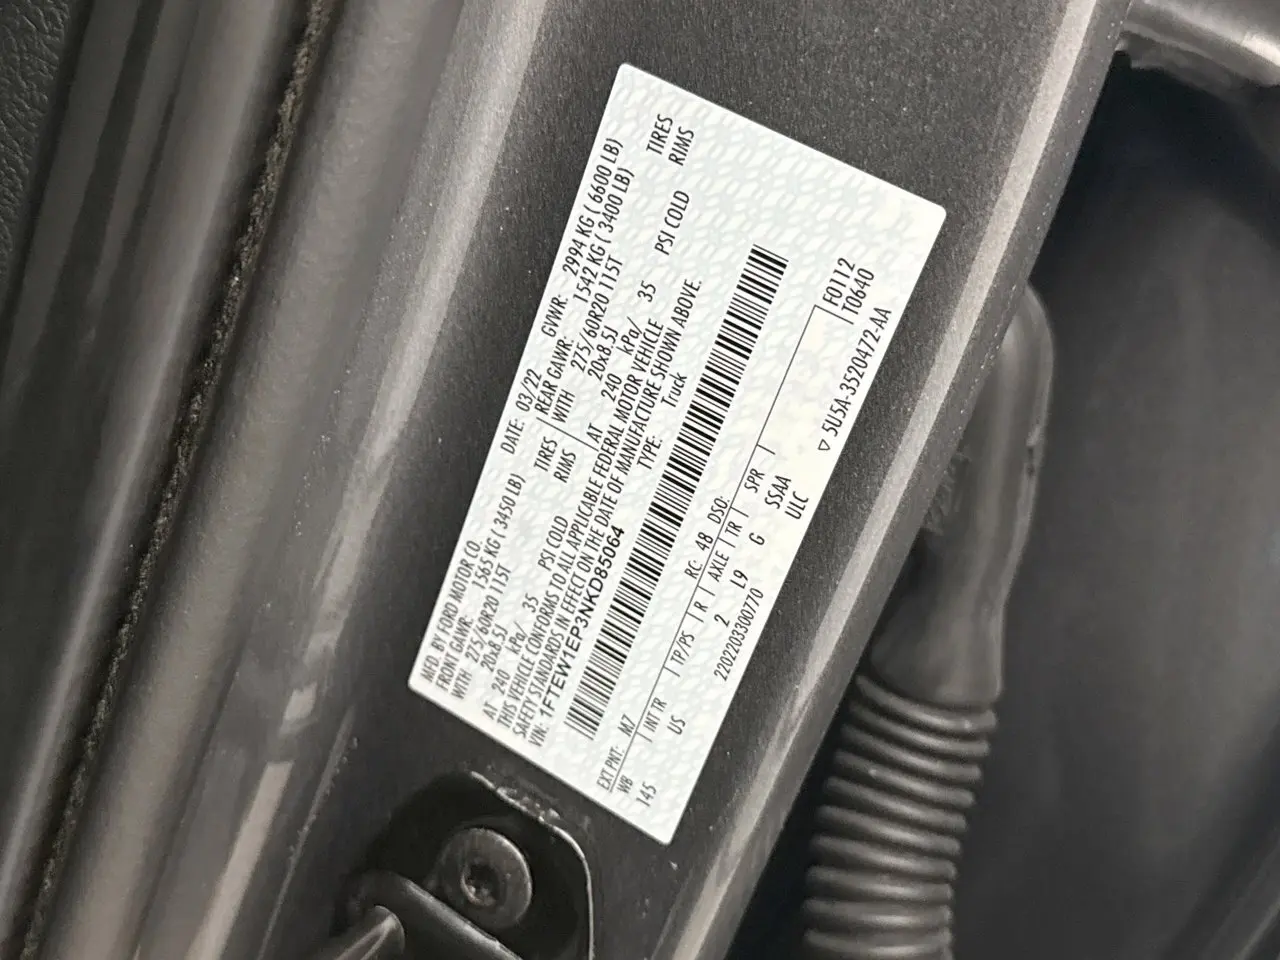 MFD. BY FORD MOTOR CO.
DATE: 03/22 GVWR: 2994 KG ( 6600 LB)
FRONT GAWR: 1565 KG ( 3450 LB) REAR GAWR: 1542 KG ( 3400 LB)
WITH 275/60R20 115T TIRES WITH 275/60R20 115T TIRES
20x8.5J RIMS 20x8.5J RIMS
AT 240 kPa/ 35 PSI COLD AT 240 kPa/ 35 PSI COLD
THIS VEHICLE CONFORMS TO ALL APPLICABLE FEDERAL MOTOR VEHICLE
SAFETY STANDARDS IN EFFECT ON THE DATE OF MANUFACTURE SHOWN ABOVE.
VIN: 1FTEW1EP3NKD85064 TYPE: Truck
EXT PNT: M7 RC: 48 DSO:
WB INT TR TP/PS R AXLE TR SPR
F0112
145 US 2 L9 G SSAA T0640
2202203300770 ULC
▽ 5U5A-3520472-AA